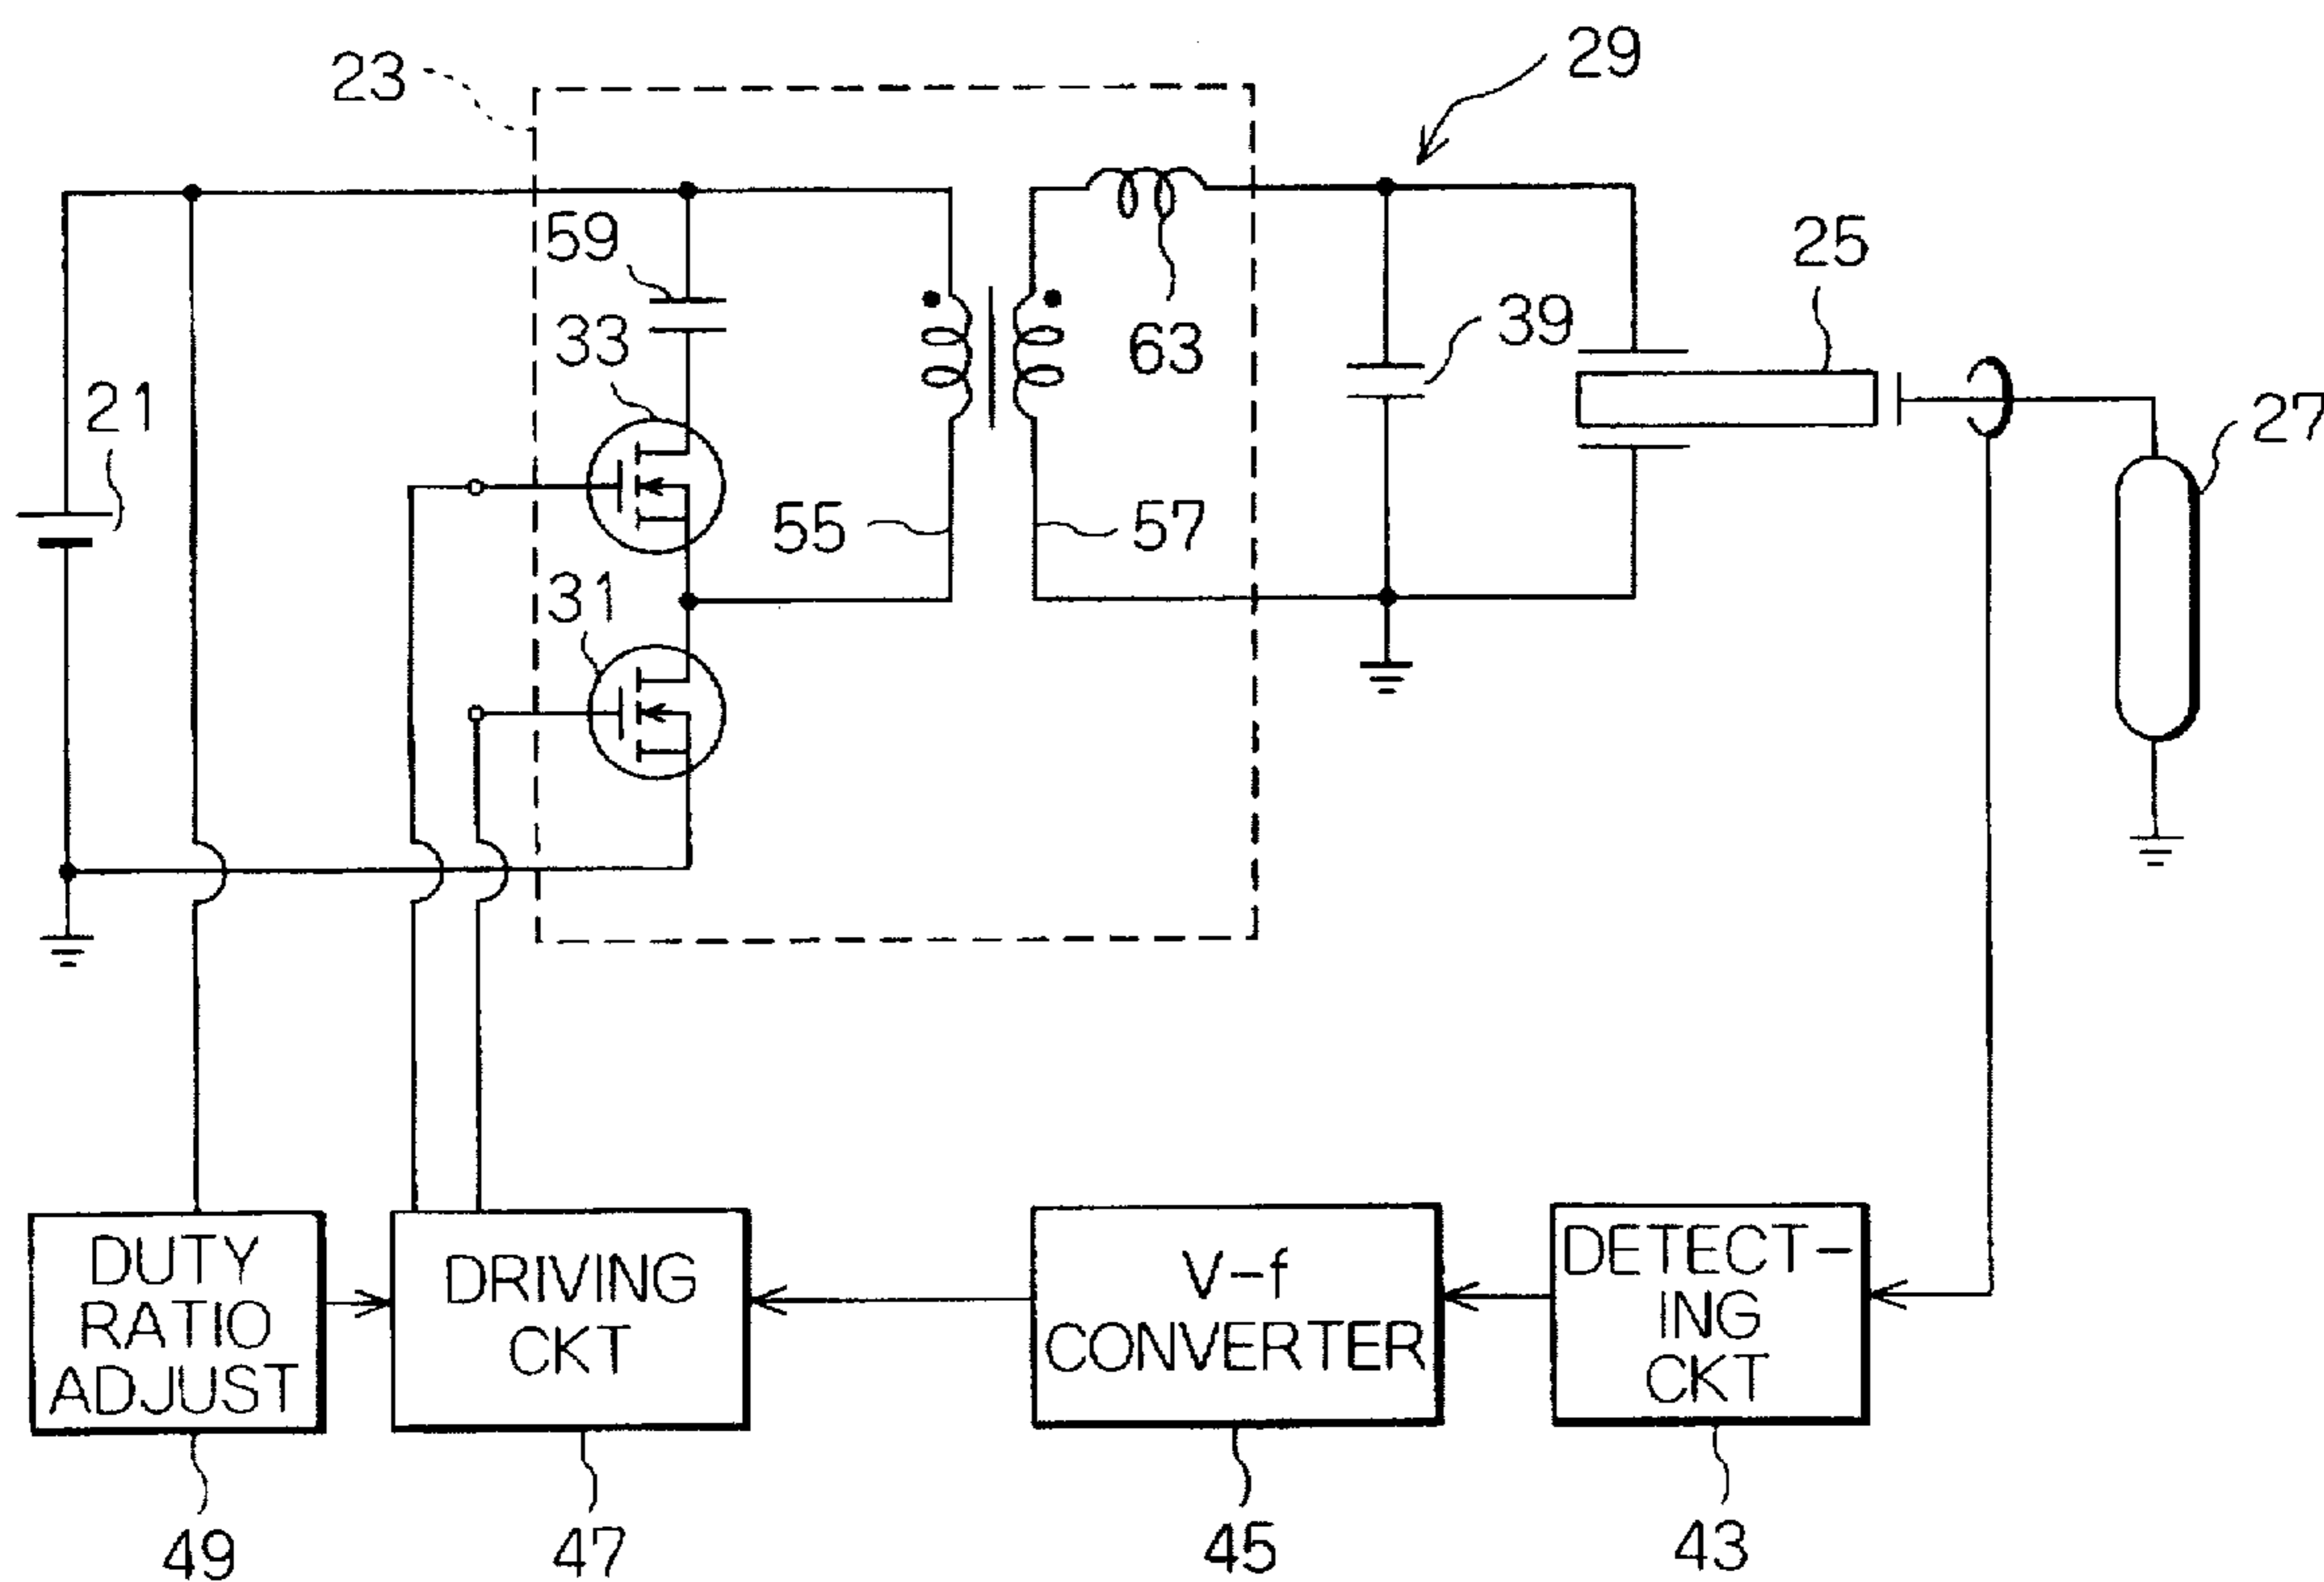 29
23
59
25
33
63
39
21
27
55
57
31
DUTY
RATIO
ADJUST
DRIVING
CKT
V-f
CONVERTER
DETECT-
ING
CKT
49
47
45
43